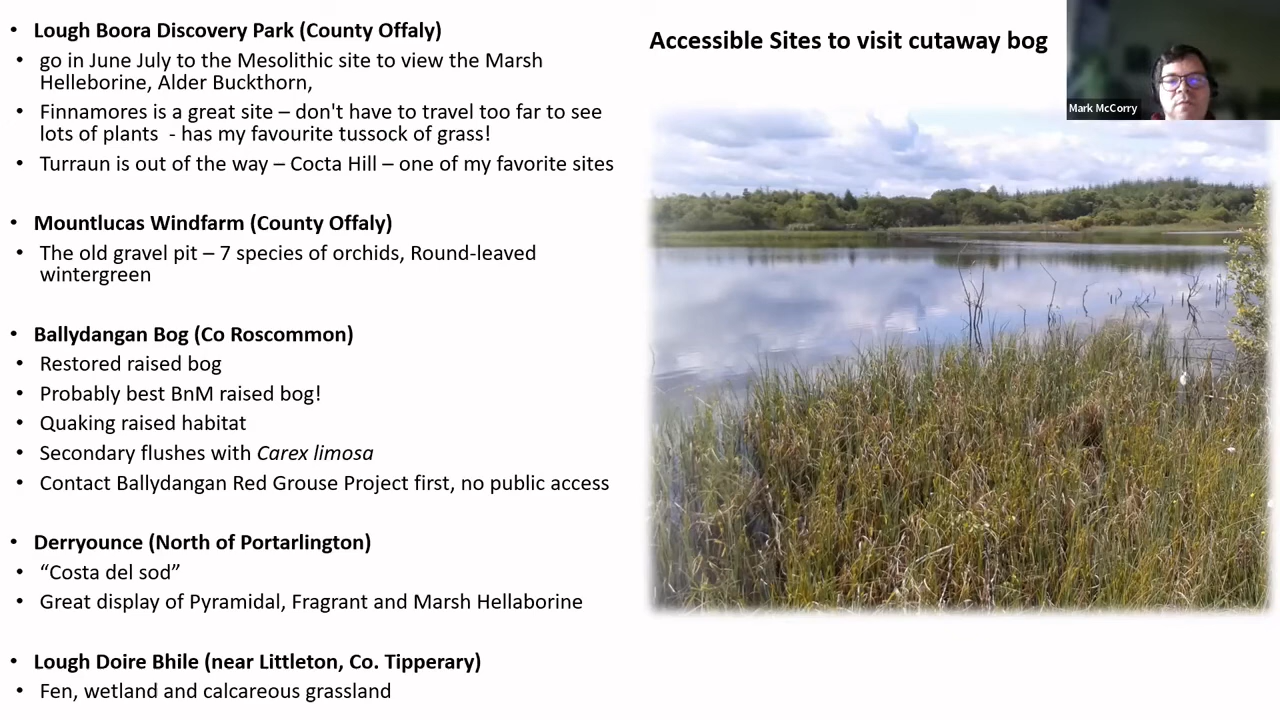 Accessible Sites to visit cutaway bog
Mark McCorry
• Lough Boora Discovery Park (County Offaly)
• go in June July to the Mesolithic site to view the Marsh
Helleborine, Alder Buckthorn,
• Finnamores is a great site – don't have to travel too far to see
lots of plants - has my favourite tussock of grass!
• Turraun is out of the way – Cocta Hill – one of my favorite sites
• Mountlucas Windfarm (County Offaly)
• The old gravel pit – 7 species of orchids, Round-leaved
wintergreen
• Ballydangan Bog (Co Roscommon)
• Restored raised bog
• Probably best BnM raised bog!
• Quaking raised habitat
• Secondary flushes with Carex limosa
• Contact Ballydangan Red Grouse Project first, no public access
• Derryounce (North of Portarlington)
• “Costa del sod”
• Great display of Pyramidal, Fragrant and Marsh Hellaborine
• Lough Doire Bhile (near Littleton, Co. Tipperary)
• Fen, wetland and calcareous grassland